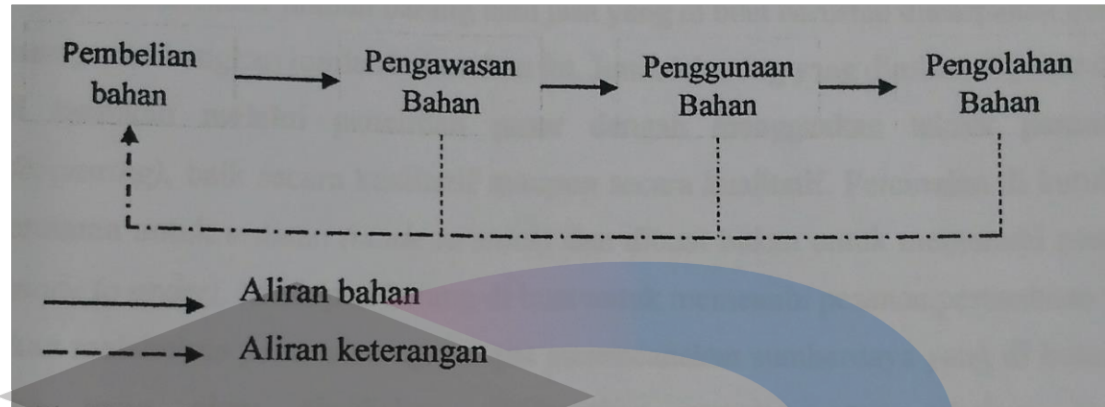 Pembelian
bahan
Pengawasan
Bahan
Penggunaan
Bahan
Pengolahan
Bahan
Aliran bahan
Aliran keterangan